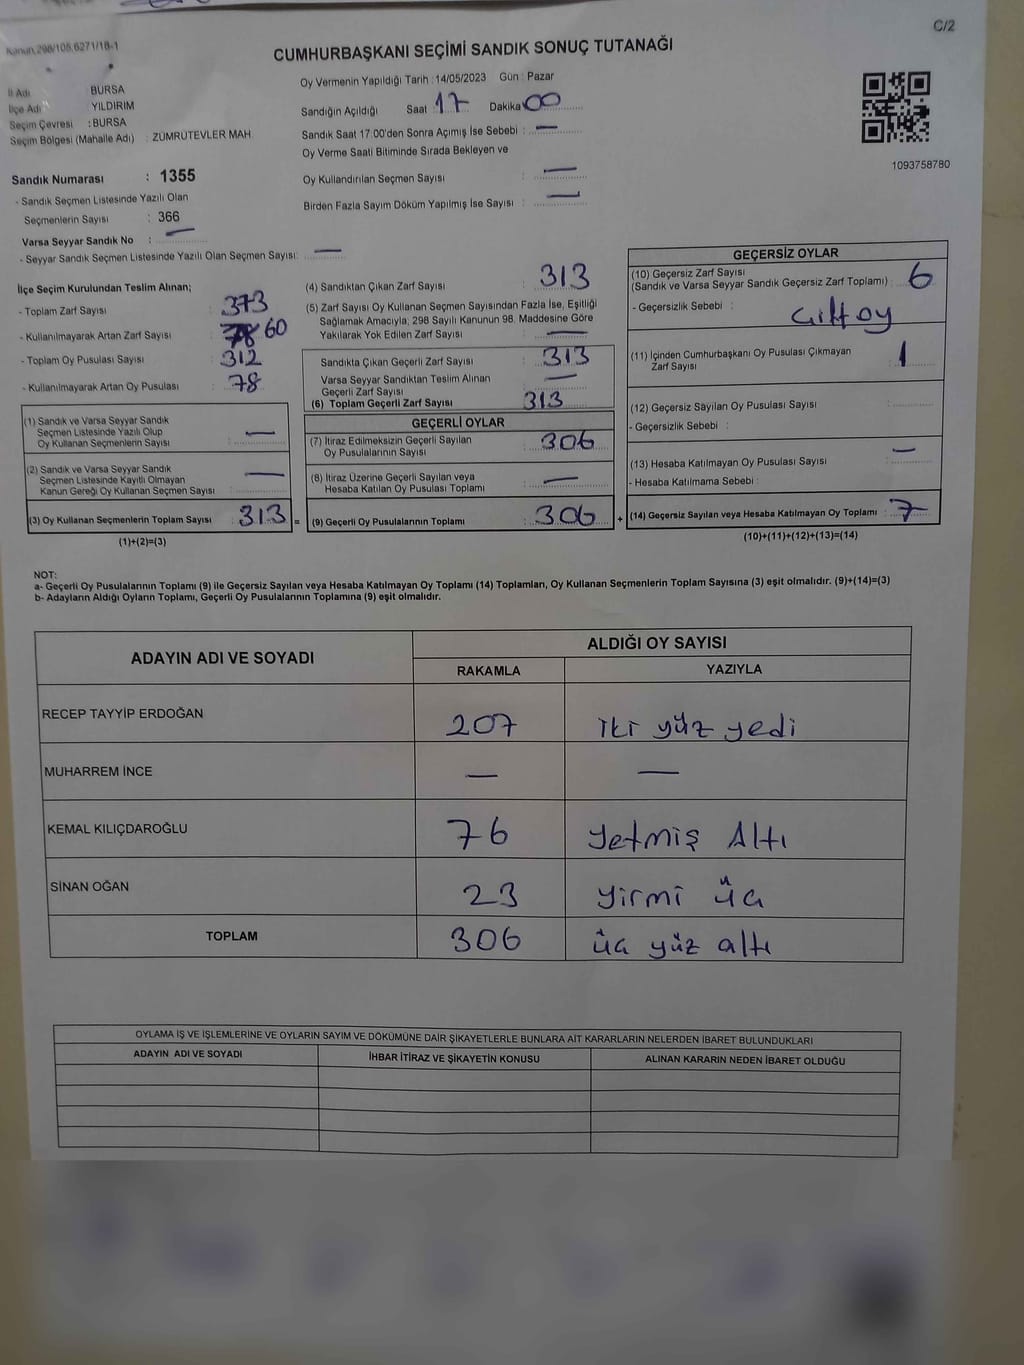 Kanun.298/105,6271/18-1
C/2
CUMHURBAŞKANI SEÇİMİ SANDIK SONUÇ TUTANAĞI
İl Adı : BURSA
İlçe Adı : YILDIRIM
Seçim Çevresi : BURSA
Seçim Bölgesi (Mahalle Adı) : ZÜMRÜTEVLER MAH.
Sandık Numarası : 1355
- Sandık Seçmen Listesinde Yazılı Olan
Seçmenlerin Sayısı : 366
Varsa Seyyar Sandık No : —
- Seyyar Sandık Seçmen Listesinde Yazılı Olan Seçmen Sayısı: —
Oy Vermenin Yapıldığı Tarih :14/05/2023 Gün : Pazar
Sandığın Açıldığı Saat 17 Dakika 00
Sandık Saat 17:00'den Sonra Açımış İse Sebebi : —
Oy Verme Saati Bitiminde Sırada Bekleyen ve
Oy Kullandırılan Seçmen Sayısı : —
Birden Fazla Sayım Döküm Yapılmış İse Sayısı : —
1093758780
İlçe Seçim Kurulundan Teslim Alınan;
- Toplam Zarf Sayısı : 373
- Kullanılmayarak Artan Zarf Sayısı : 78 60
- Toplam Oy Pusulası Sayısı : 312
- Kullanılmayarak Artan Oy Pusulası : 78
(1) Sandık ve Varsa Seyyar Sandık
Seçmen Listesinde Yazılı Olup
Oy Kullanan Seçmenlerin Sayısı : —
(2) Sandık ve Varsa Seyyar Sandık
Seçmen Listesinde Kayıtlı Olmayan
Kanun Gereği Oy Kullanan Seçmen Sayısı : —
(3) Oy Kullanan Seçmenlerin Toplam Sayısı : 313 =
(1)+(2)=(3)
(4) Sandıktan Çıkan Zarf Sayısı : 313
(5) Zarf Sayısı Oy Kullanan Seçmen Sayısından Fazla İse, Eşitliği
Sağlamak Amacıyla, 298 Sayılı Kanunun 98. Maddesine Göre
Yakılarak Yok Edilen Zarf Sayısı : —
Sandıkta Çıkan Geçerli Zarf Sayısı : 313
Varsa Seyyar Sandıktan Teslim Alınan
Geçerli Zarf Sayısı : —
(6) Toplam Geçerli Zarf Sayısı : 313
GEÇERLİ OYLAR
(7) İtiraz Edilmeksizin Geçerli Sayılan
Oy Pusulalarının Sayısı : 306
(8) İtiraz Üzerine Geçerli Sayılan veya
Hesaba Katılan Oy Pusulası Toplamı : —
(9) Geçerli Oy Pusulalarının Toplamı : 306 +
GEÇERSİZ OYLAR
(10) Geçersiz Zarf Sayısı
(Sandık ve Varsa Seyyar Sandık Geçersiz Zarf Toplamı) : 6
- Geçersizlik Sebebi : Çift oy
(11) İçinden Cumhurbaşkanı Oy Pusulası Çıkmayan
Zarf Sayısı : 1
(12) Geçersiz Sayılan Oy Pusulası Sayısı :
- Geçersizlik Sebebi :
(13) Hesaba Katılmayan Oy Pusulası Sayısı : —
- Hesaba Katılmama Sebebi :
(14) Geçersiz Sayılan veya Hesaba Katılmayan Oy Toplamı : 7
(10)+(11)+(12)+(13)=(14)
NOT:
a- Geçerli Oy Pusulalarının Toplamı (9) ile Geçersiz Sayılan veya Hesaba Katılmayan Oy Toplamı (14) Toplamları, Oy Kullanan Seçmenlerin Toplam Sayısına (3) eşit olmalıdır. (9)+(14)=(3)
b- Adayların Aldığı Oyların Toplamı, Geçerli Oy Pusulalarının Toplamına (9) eşit olmalıdır.
ADAYIN ADI VE SOYADI ALDIĞI OY SAYISI
RAKAMLA YAZIYLA
RECEP TAYYİP ERDOĞAN 207 iki yüz yedi
MUHARREM İNCE — —
KEMAL KILIÇDAROĞLU 76 yetmiş Altı
SİNAN OĞAN 23 yirmi üç
TOPLAM 306 üç yüz altı
OYLAMA İŞ VE İŞLEMLERİNE VE OYLARIN SAYIM VE DÖKÜMÜNE DAİR ŞİKAYETLERLE BUNLARA AİT KARARLARIN NELERDEN İBARET BULUNDUKLARI
ADAYIN ADI VE SOYADI İHBAR İTİRAZ VE ŞİKAYETİN KONUSU ALINAN KARARIN NEDEN İBARET OLDUĞU